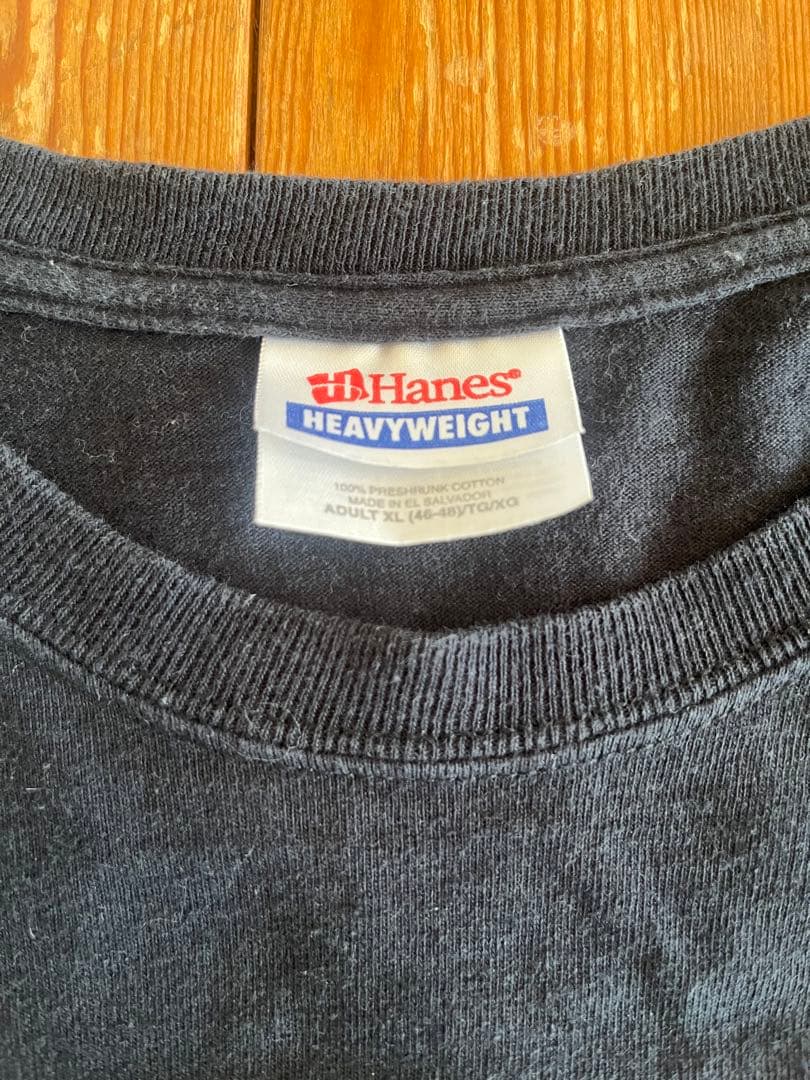 Hanes®
HEAVYWEIGHT
100% PRESHRUNK COTTON
MADE IN EL SALVADOR
ADULT XL (46-48)/TG/XG